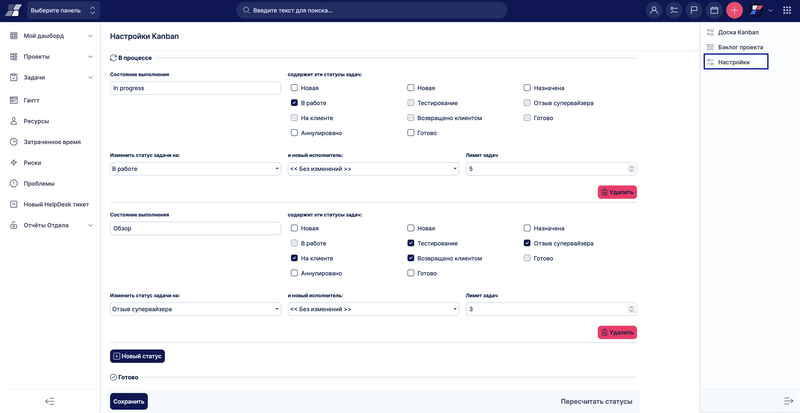 Выберите панель
Введите текст для поиска...
Мой дашборд
Проекты
Задачи
Гантт
Ресурсы
Затраченное время
Риски
Проблемы
Новый HelpDesk тикет
Отчёты Отдела
Настройки Kanban
В процессе
Состояние выполнения
In progress
содержит эти статусы задач:
Новая Новая Назначена
В работе Тестирование Отзыв супервайзера
На клиенте Возвращено клиентом Готово
Аннулировано Готово
Изменить статус задачи на: и новый исполнитель: Лимит задач
В работе << Без изменений >> 5
Удалить
Состояние выполнения
Обзор
содержит эти статусы задач:
Новая Новая Назначена
В работе Тестирование Отзыв супервайзера
На клиенте Возвращено клиентом Готово
Аннулировано Готово
Изменить статус задачи на: и новый исполнитель: Лимит задач
Отзыв супервайзера << Без изменений >> 3
Удалить
Новый статус
Готово
Сохранить
Пересчитать статусы
Доска Kanban
Бэклог проекта
Настройки